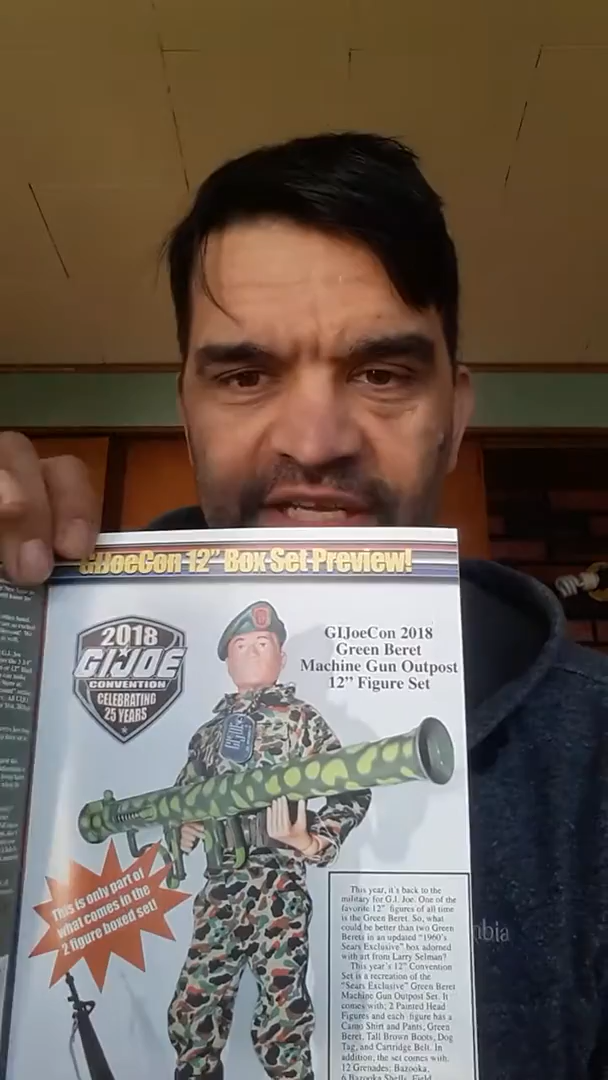 GIJoeCon 12" Box Set Preview!
2018
GIJOE
CONVENTION
CELEBRATING
25 YEARS
GIJoeCon 2018
Green Beret
Machine Gun Outpost
12" Figure Set
This is only part of
what comes in the
2 figure boxed set!
This year, it's back to the
military for G.I. Joe. One of the
favorite 12" figures of all time
is the Green Beret. So, what
could be better than two Green
Berets in an updated "1960's
Sears Exclusive" box adorned
with art from Larry Selman?
This year's 12" Convention
Set is a recreation of the
"Sears Exclusive" Green Beret
Machine Gun Outpost Set. It
comes with; 2 Painted Head
Figures and each figure has a
Camo Shirt and Pants, Green
Beret, Tall Brown Boots, Dog
Tag, and Cartridge Belt. In
addition, the set comes with:
12 Grenades; Bazooka,
6 Bazooka Shells, Field
mbia